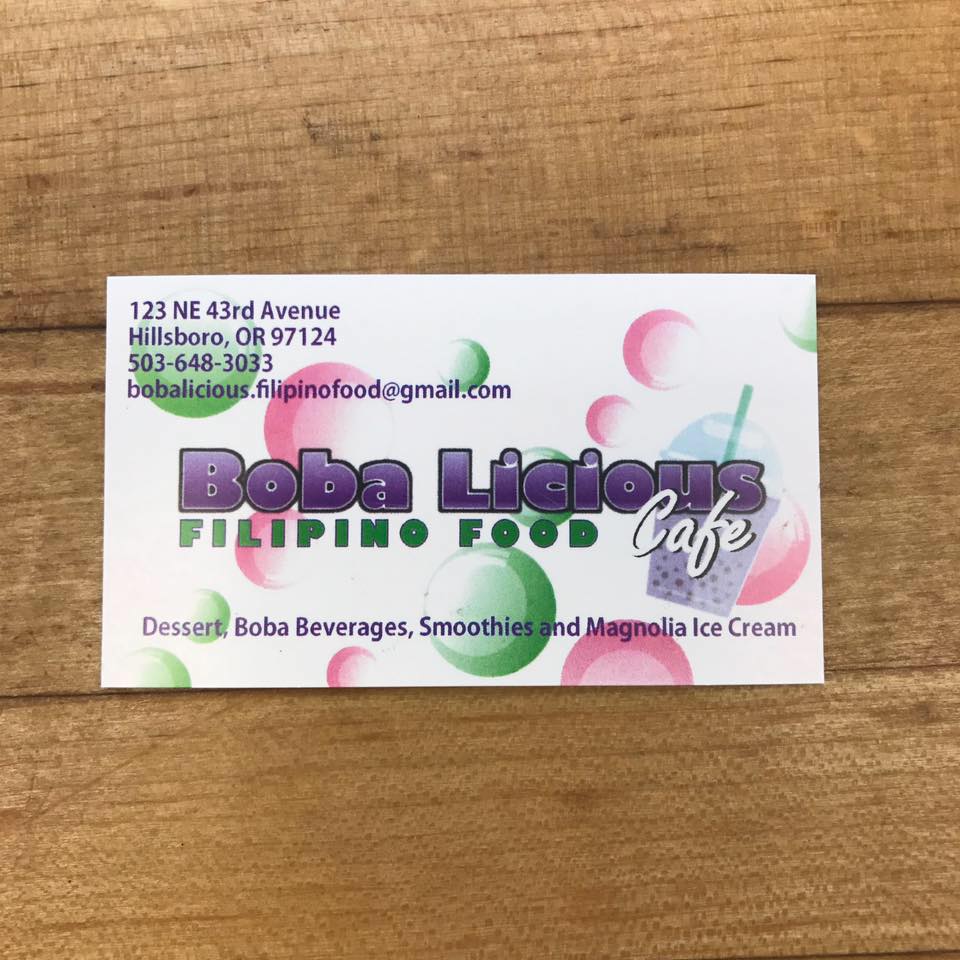 123 NE 43rd Avenue
Hillsboro, OR 97124
503-648-3033
bobalicious.filipinofood@gmail.com
Boba Licious
FILIPINO FOOD Cafe
Dessert, Boba Beverages, Smoothies and Magnolia Ice Cream